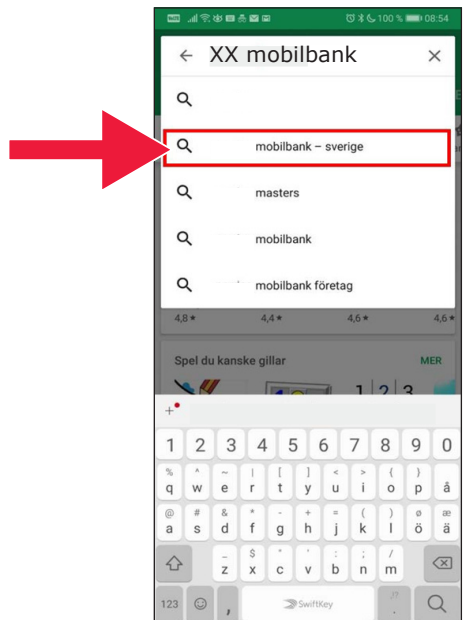 100 % 08:54
XX mobilbank
mobilbank – sverige
masters
mobilbank
mobilbank företag
4,8★ 4,4★ 4,6★ 4,6★
Spel du kanske gillar MER
1 2 3
+
1 2 3 4 5 6 7 8 9 0
% ^ ~ | [ ] < > { }
q w e r t y u i o p å
@ # & * - + = ( ) ø æ
a s d f g h j k l ö ä
_ $ " ' : ; /
z x c v b n m
123 , SwiftKey .